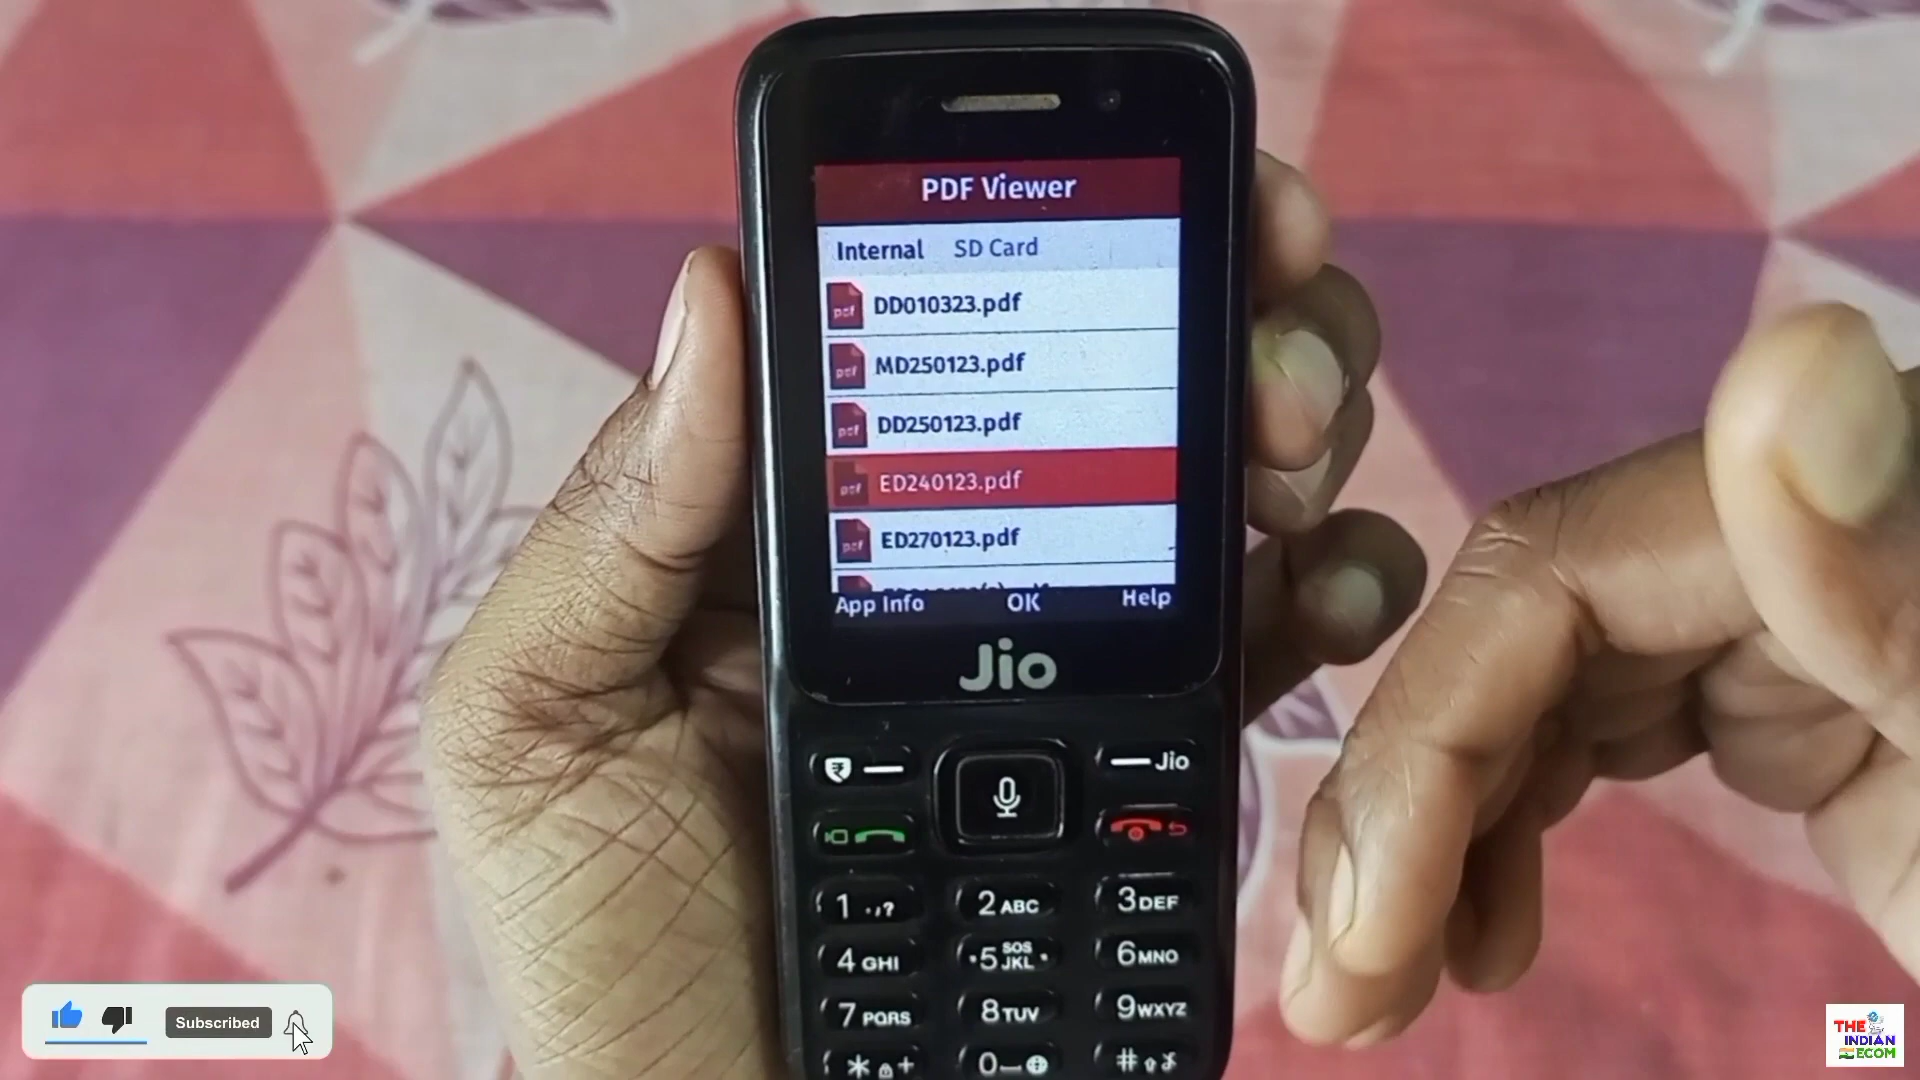 PDF Viewer
Internal SD Card
DD010323.pdf
MD250123.pdf
DD250123.pdf
ED240123.pdf
ED270123.pdf
App Info OK Help
Jio
Jio
1 .,?
2 ABC
3 DEF
4 GHI
5 JKL SOS
6 MNO
7 PQRS
8 TUV
9 WXYZ
* +
0
#
Subscribed
THE
INDIAN
ECOM